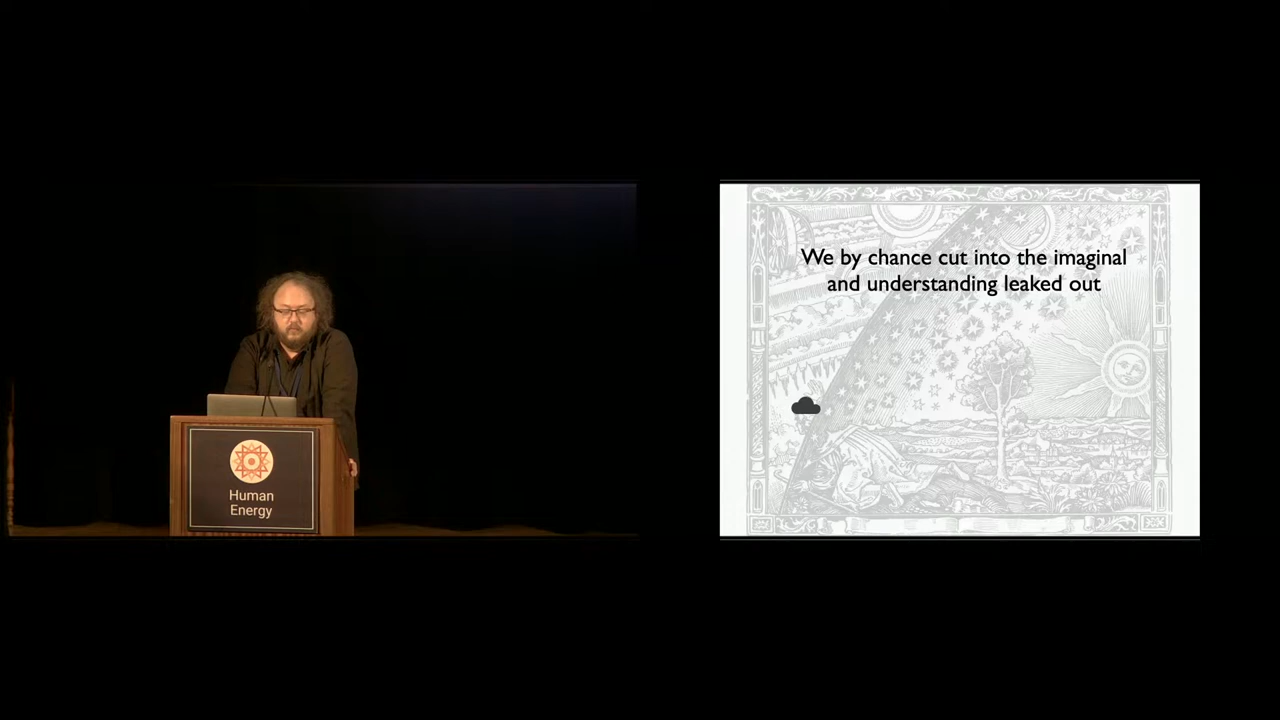 Human
Energy
We by chance cut into the imaginal
and understanding leaked out